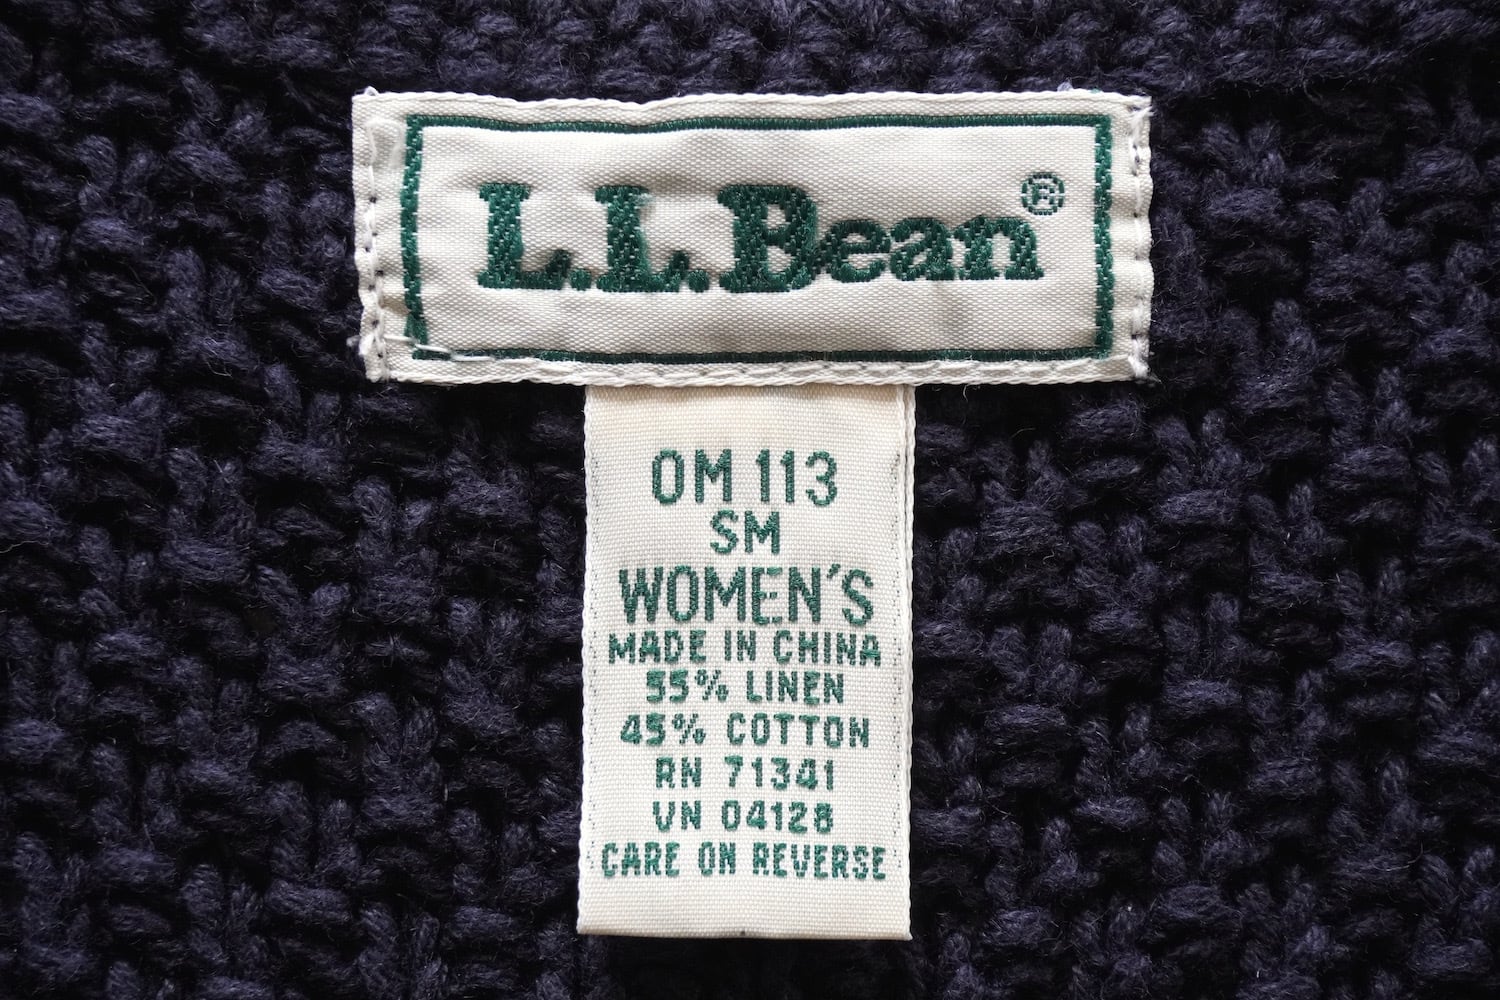 L.L.Bean®
OM 113
SM
WOMEN'S
MADE IN CHINA
55% LINEN
45% COTTON
RN 71341
VN 04128
CARE ON REVERSE